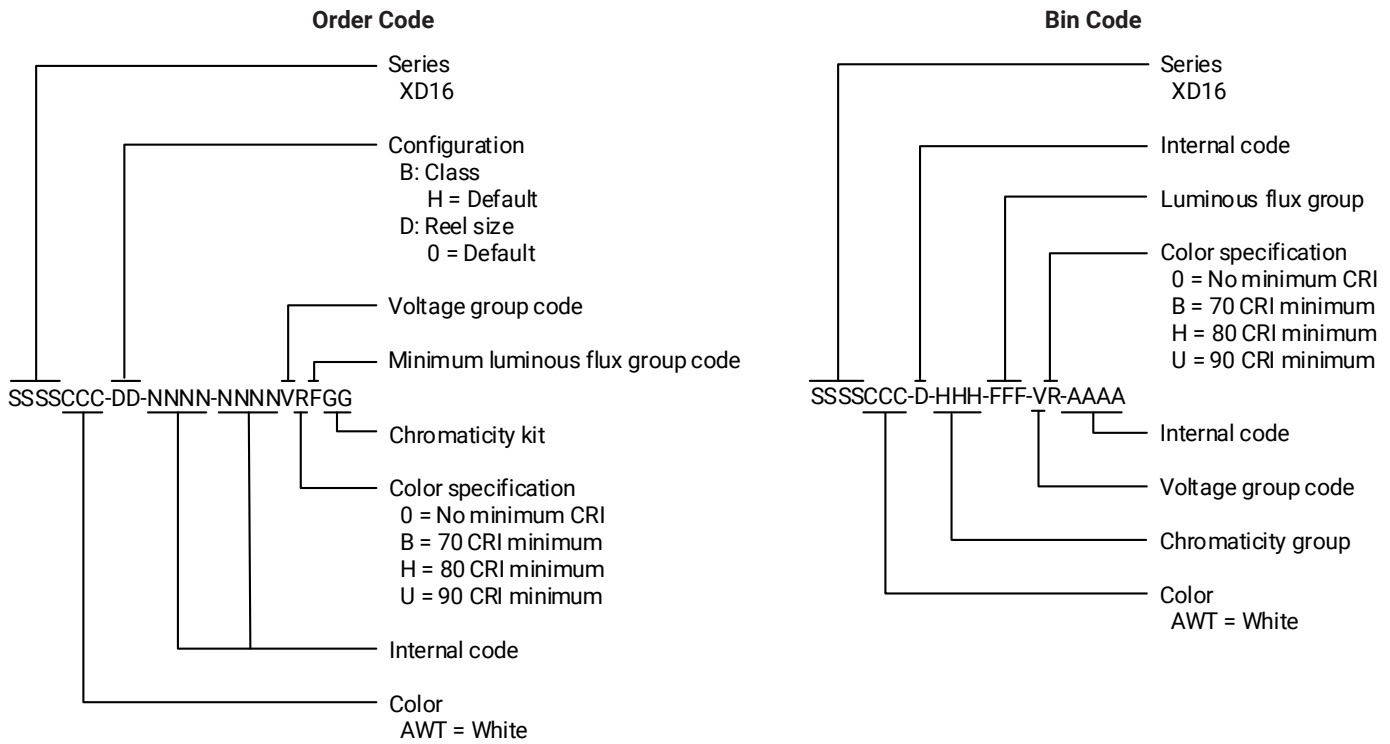 Order Code
Series
XD16
Configuration
B: Class
H = Default
D: Reel size
0 = Default
Voltage group code
Minimum luminous flux group code
SSSSCCC-DD-NNNN-NNNNVRFGG
Chromaticity kit
Color specification
0 = No minimum CRI
B = 70 CRI minimum
H = 80 CRI minimum
U = 90 CRI minimum
Internal code
Color
AWT = White
Bin Code
Series
XD16
Internal code
Luminous flux group
Color specification
0 = No minimum CRI
B = 70 CRI minimum
H = 80 CRI minimum
U = 90 CRI minimum
SSSSCCC-D-HHH-FFF-VR-AAAA
Internal code
Voltage group code
Chromaticity group
Color
AWT = White